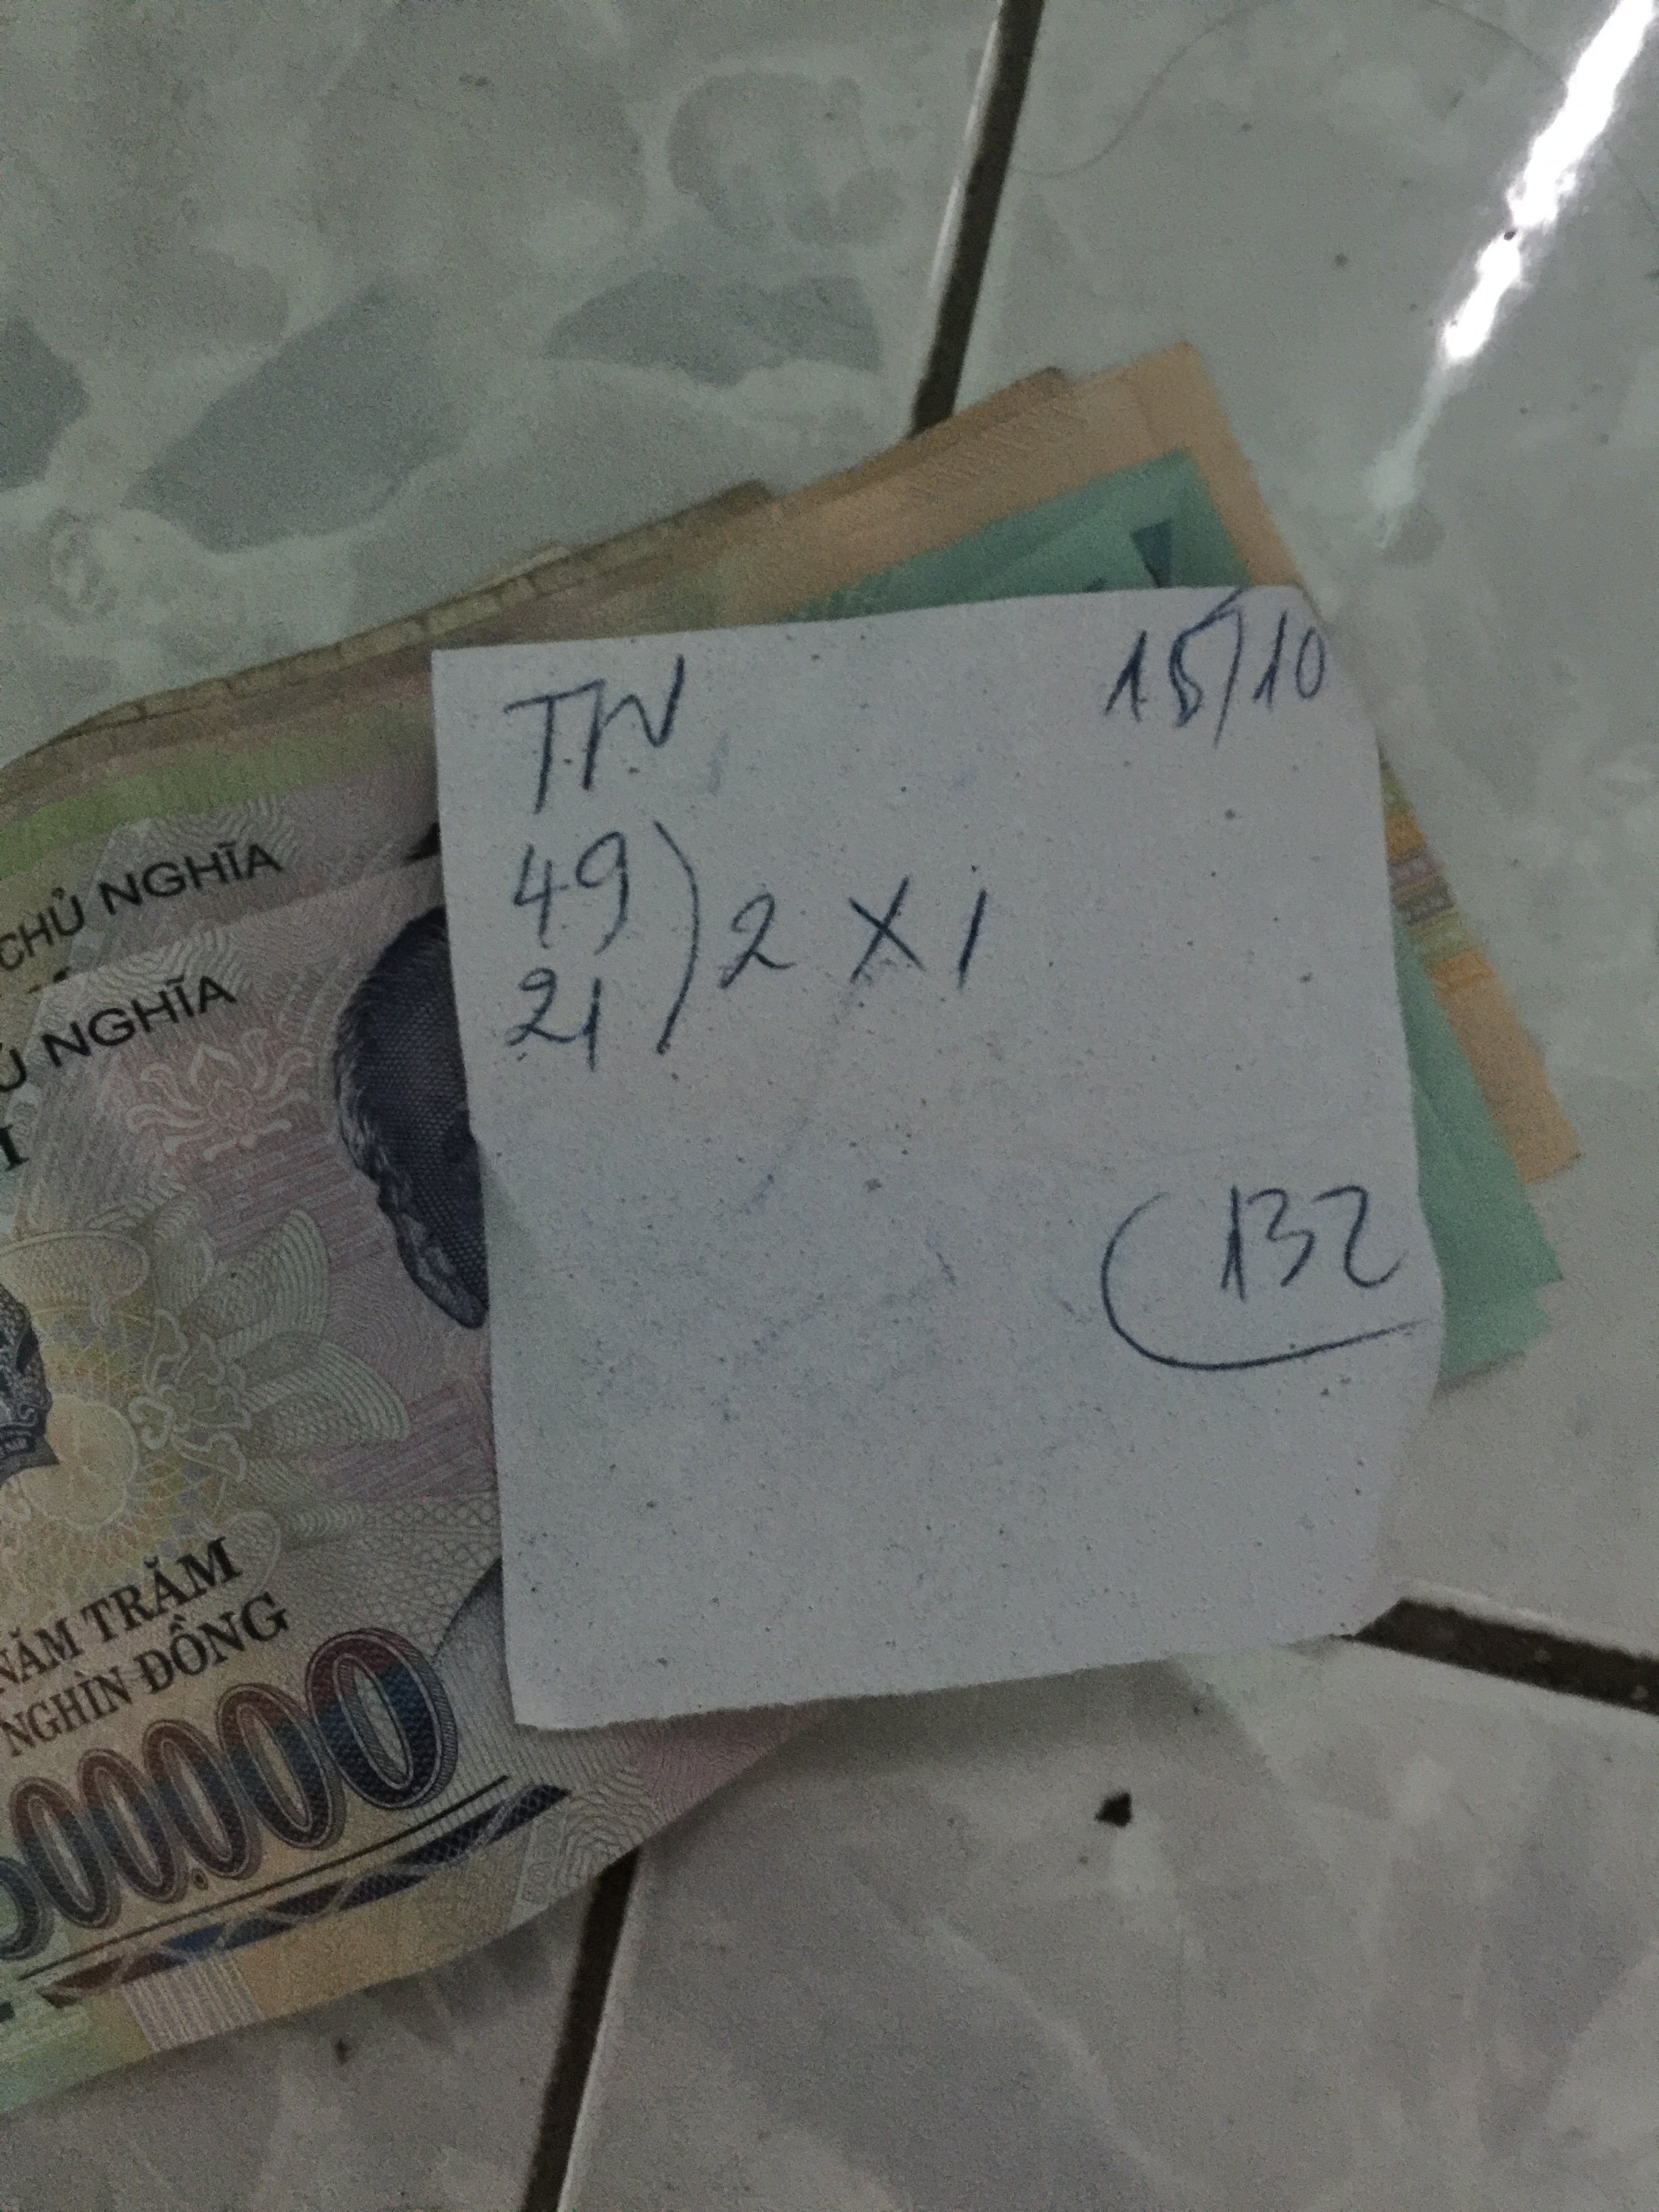 TN 15/10
49
21 ) 2 X 1
132
CHỦ NGHĨA
NGHĨA
NĂM TRĂM
NGHÌN ĐỒNG
00.000